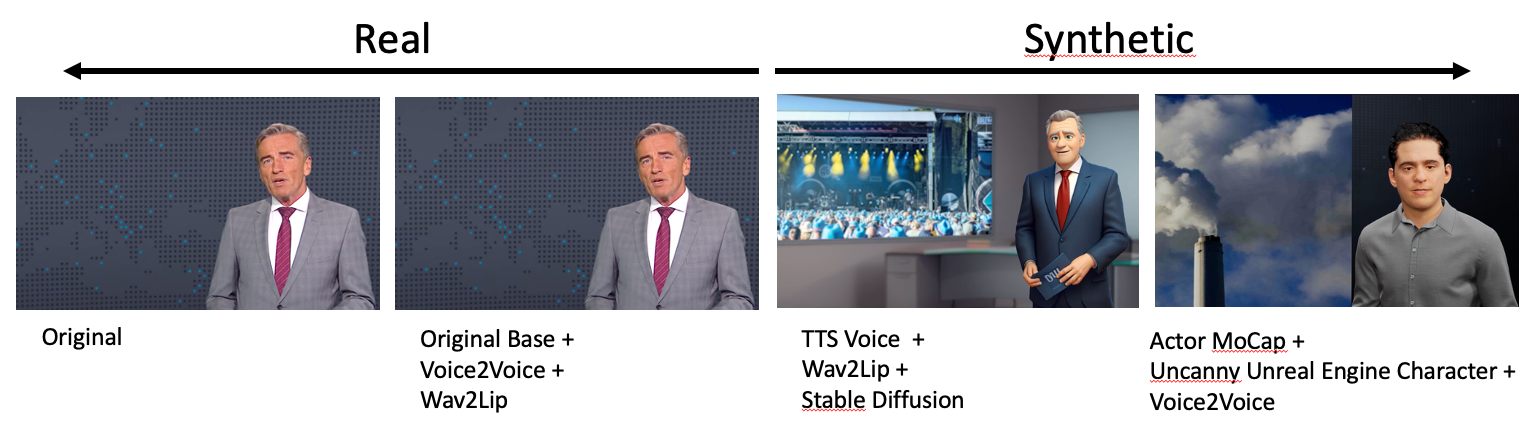 Real
Synthetic
Original
Original Base +
Voice2Voice +
Wav2Lip
TTS Voice  +
Wav2Lip +
Stable Diffusion
Actor MoCap +
Uncanny Unreal Engine Character +
Voice2Voice